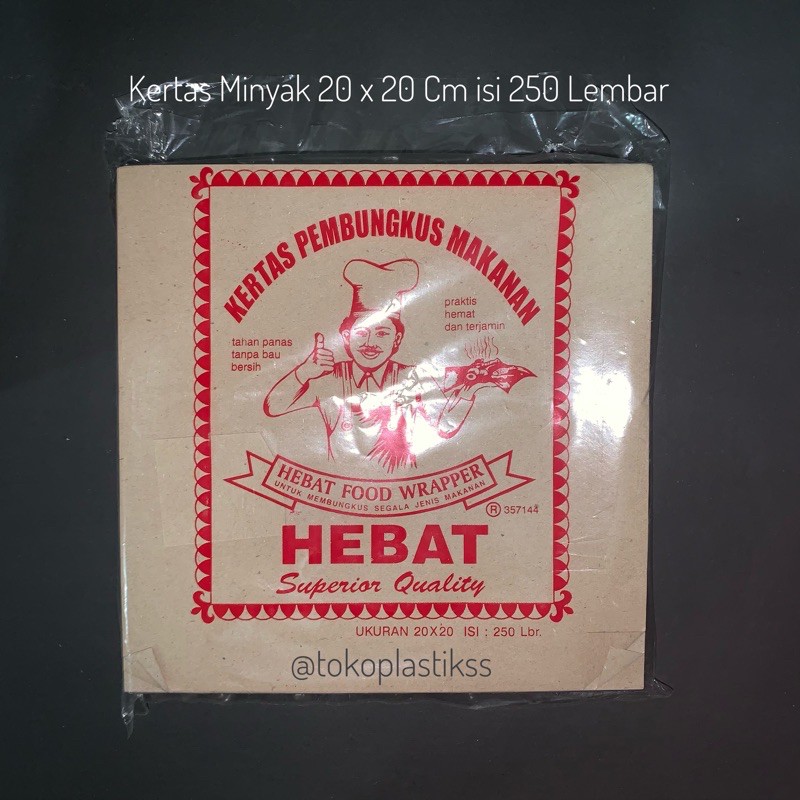 Kertas Minyak 20 x 20 Cm isi 250 Lembar
KERTAS PEMBUNGKUS MAKANAN
praktis
hemat
dan terjamin
tahan panas
tanpa bau
bersih
HEBAT FOOD WRAPPER
UNTUK MEMBUNGKUS SEGALA JENIS MAKANAN
® 357144
HEBAT
Superior Quality
UKURAN 20X20 ISI : 250 Lbr.
@tokoplastikss